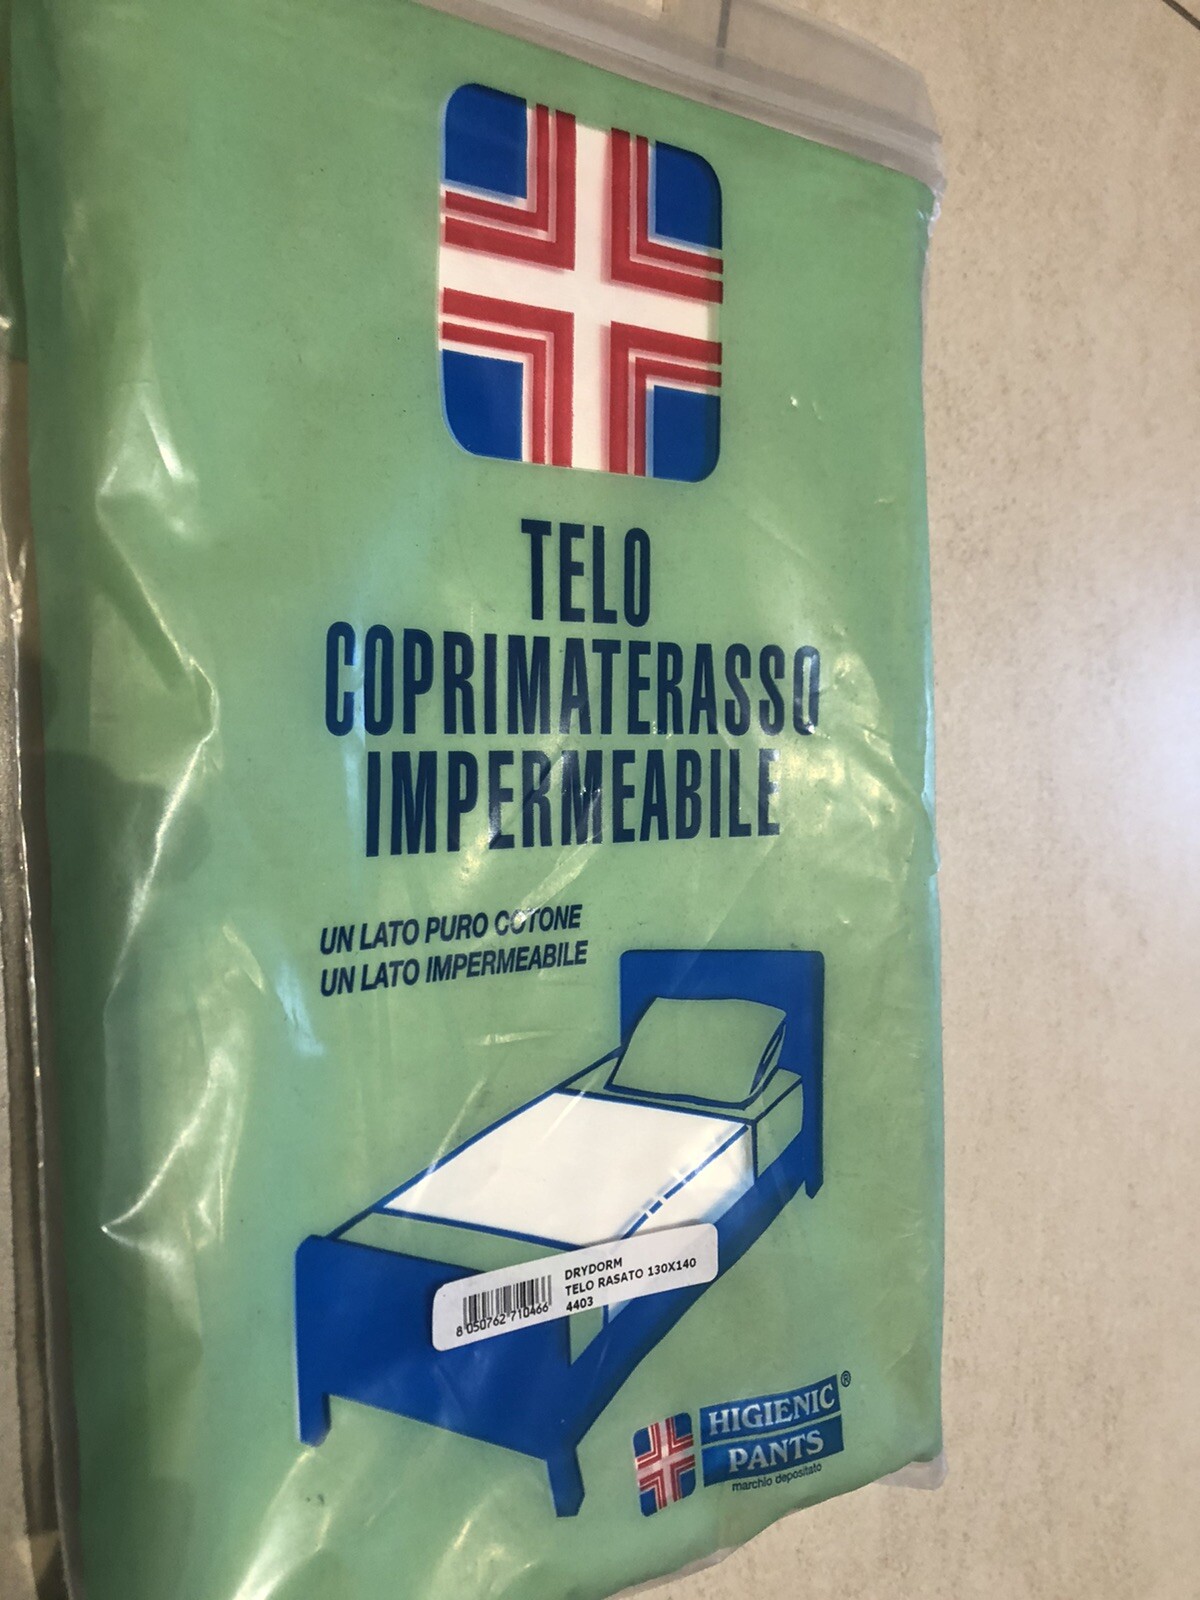 TELO
COPRIMATERASSO
IMPERMEABILE
UN LATO PURO COTONE
UN LATO IMPERMEABILE
DRYDORM
TELO RASATO 130X140
4403
8 050762 710466
HIGIENIC ®
PANTS
marchio depositato